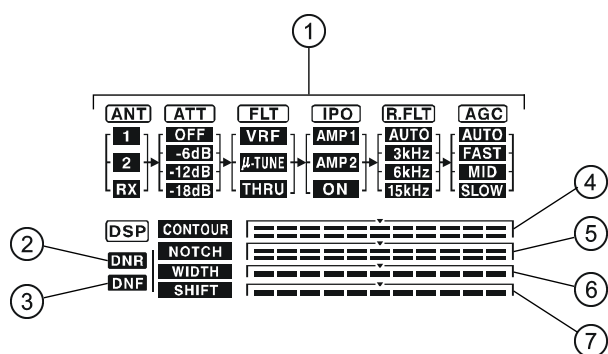 1
ANT ATT FLT IPO R.FLT AGC
1 OFF VRF AMP1 AUTO AUTO
-6dB 3kHz FAST
2 μ-TUNE AMP2
-12dB 6kHz MID
RX -18dB THRU ON 15kHz SLOW
DSP CONTOUR 4
2 DNR NOTCH 5
WIDTH 6
3 DNF SHIFT 7